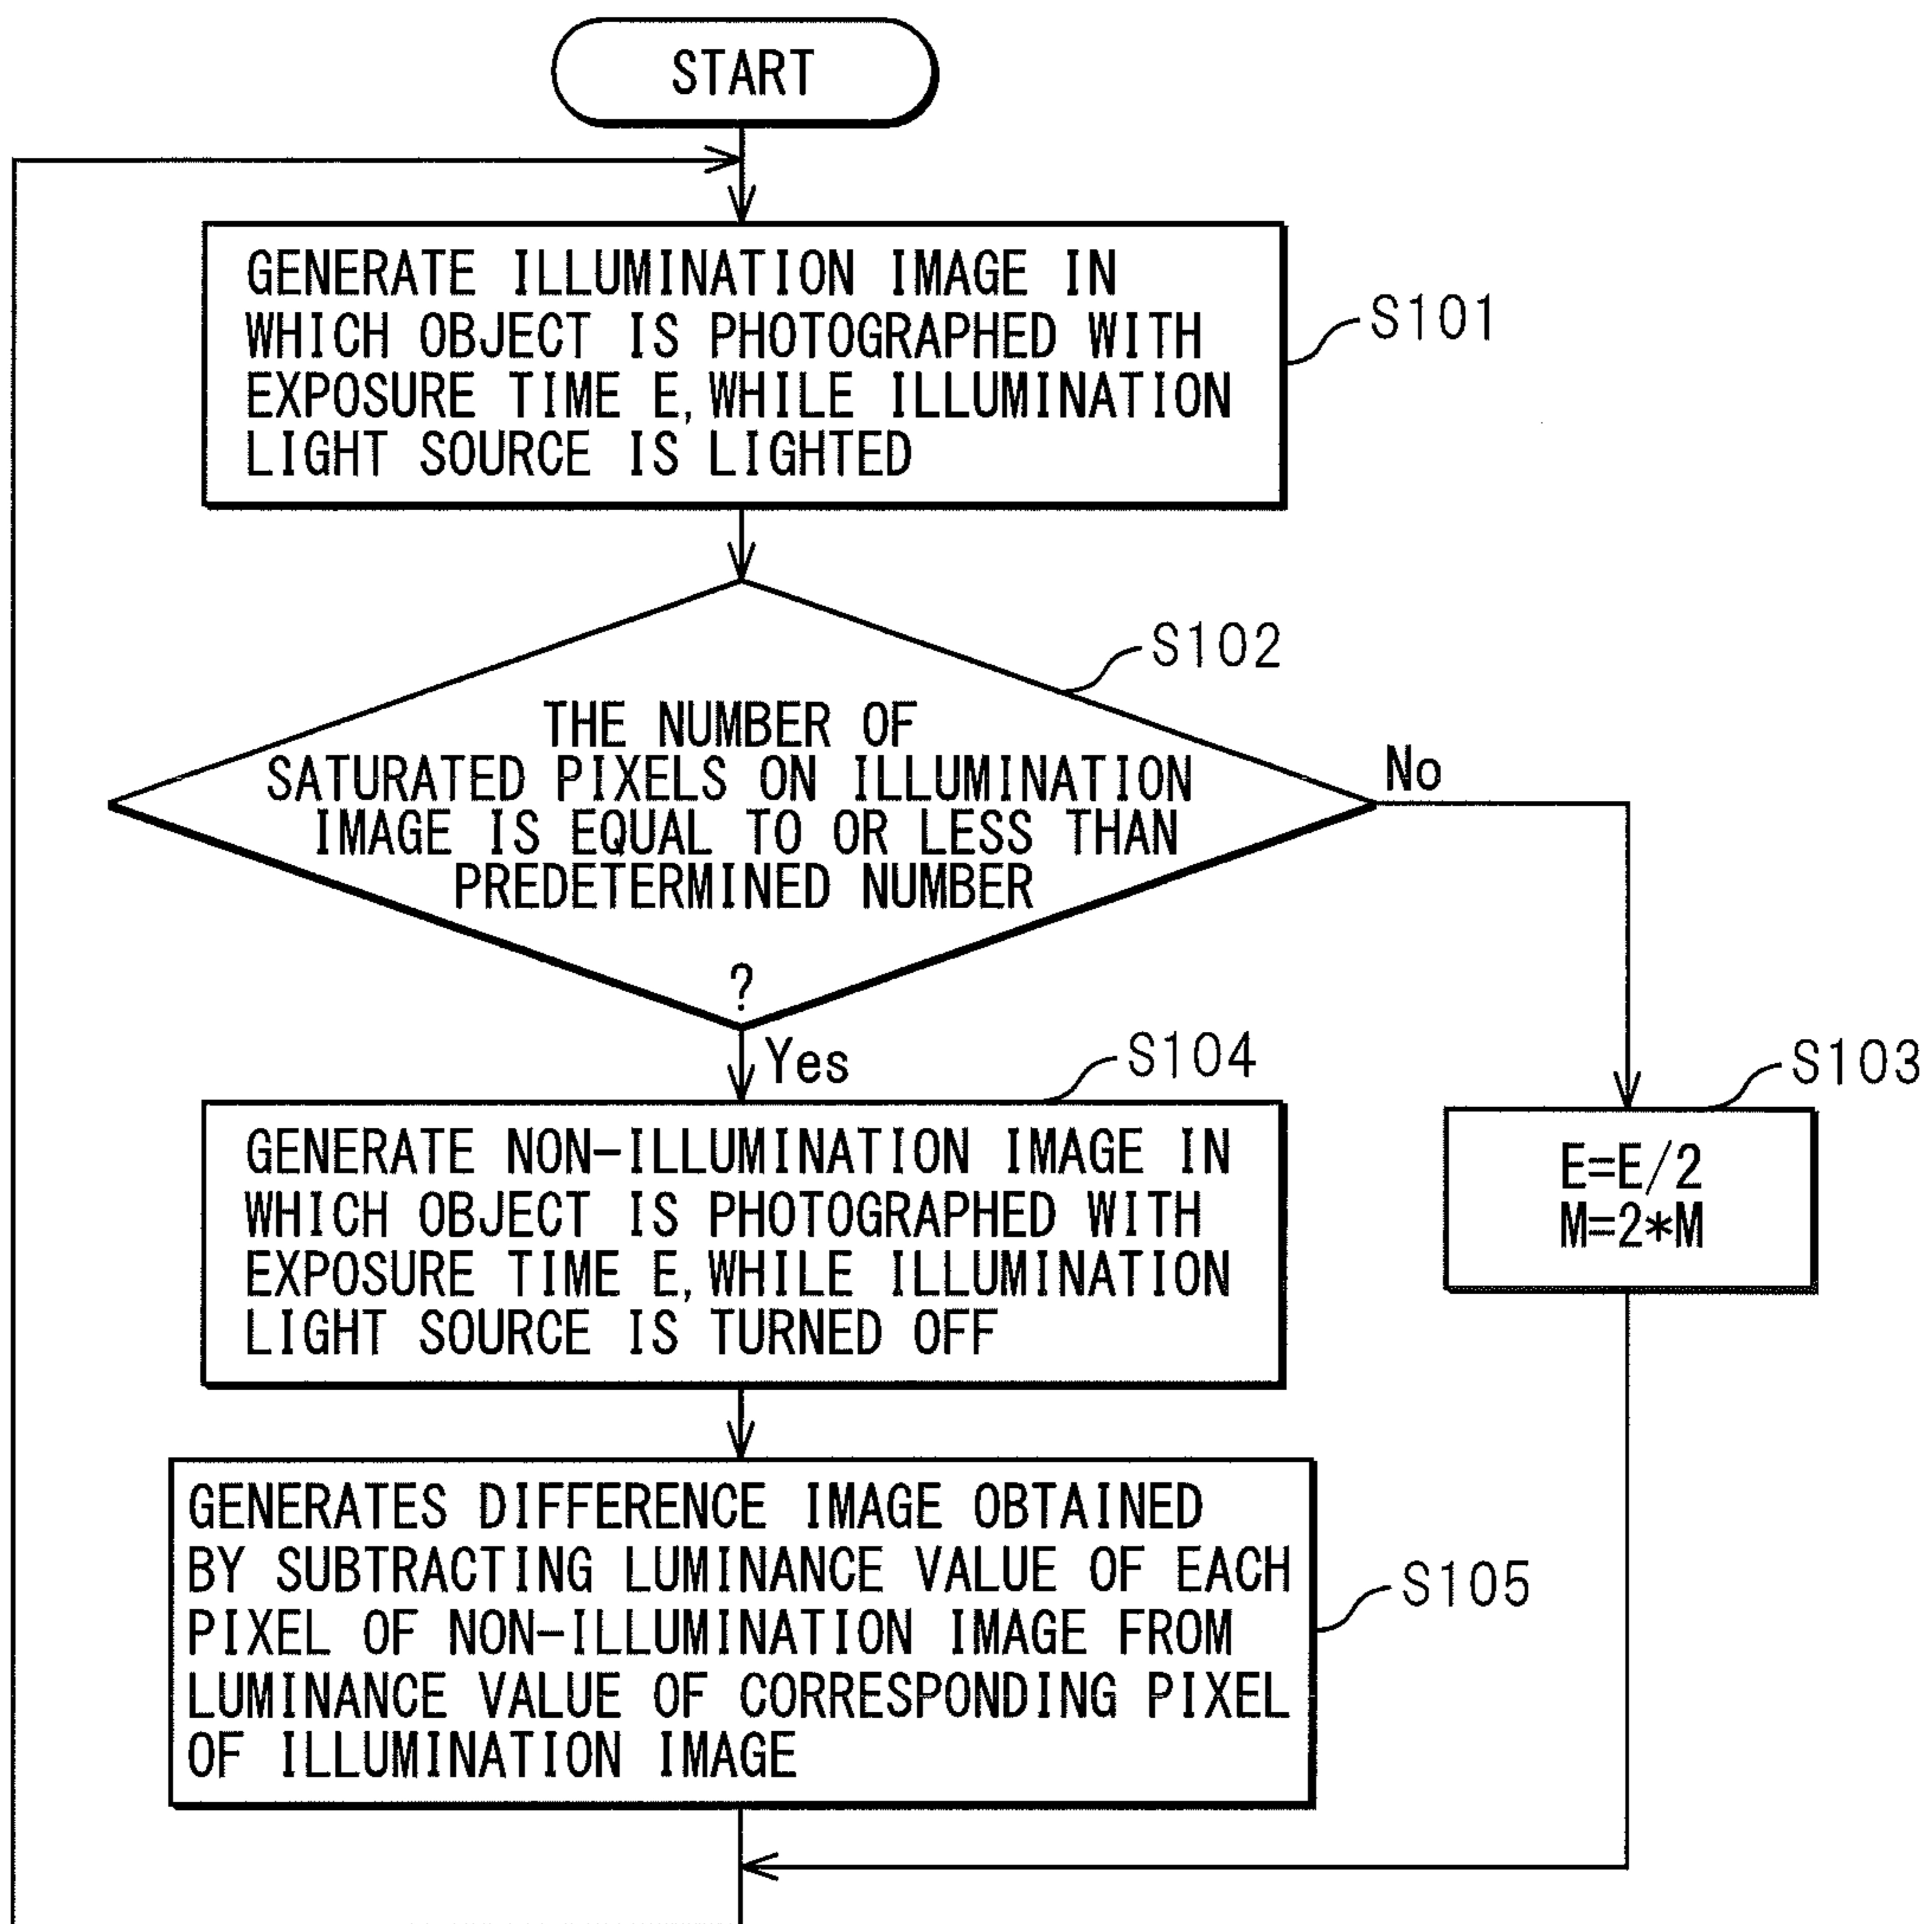 START
GENERATE ILLUMINATION IMAGE IN
WHICH OBJECT IS PHOTOGRAPHED WITH
EXPOSURE TIME E, WHILE ILLUMINATION
LIGHT SOURCE IS LIGHTED
S101
S102
THE NUMBER OF
SATURATED PIXELS ON ILLUMINATION
IMAGE IS EQUAL TO OR LESS THAN
PREDETERMINED NUMBER
?
No
Yes
S104
S103
GENERATE NON-ILLUMINATION IMAGE IN
WHICH OBJECT IS PHOTOGRAPHED WITH
EXPOSURE TIME E, WHILE ILLUMINATION
LIGHT SOURCE IS TURNED OFF
E=E/2
M=2*M
GENERATES DIFFERENCE IMAGE OBTAINED
BY SUBTRACTING LUMINANCE VALUE OF EACH
PIXEL OF NON-ILLUMINATION IMAGE FROM
LUMINANCE VALUE OF CORRESPONDING PIXEL
OF ILLUMINATION IMAGE
S105